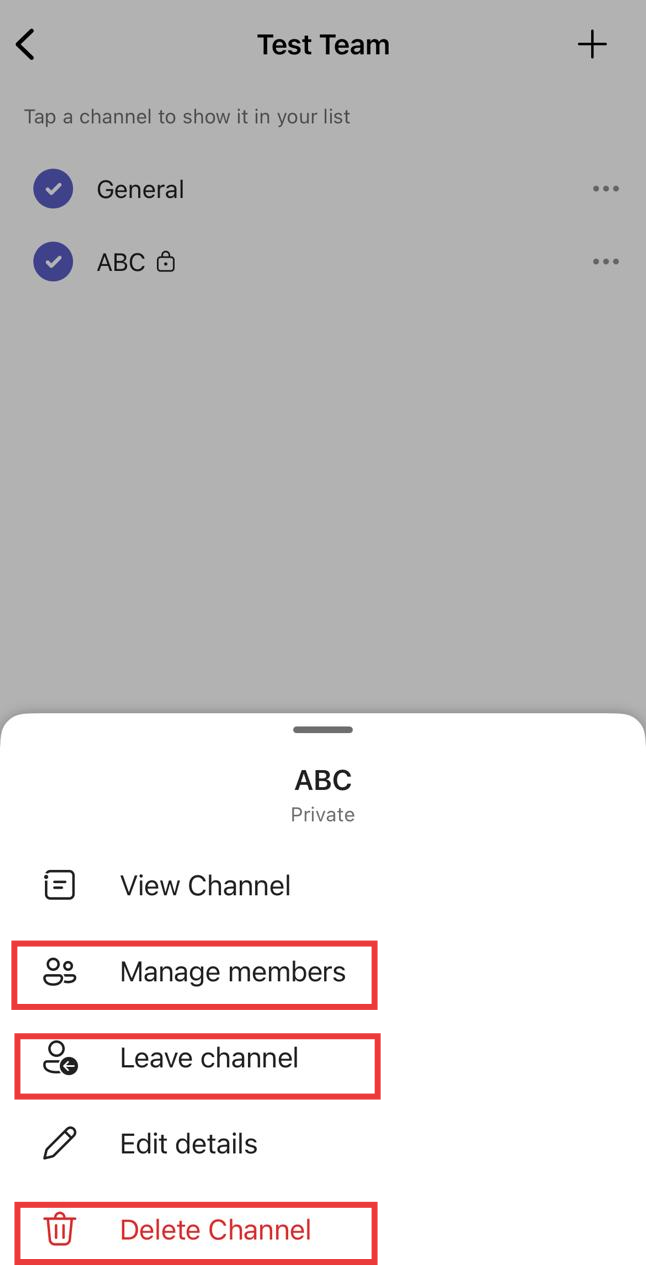 Test Team
Tap a channel to show it in your list
General
ABC
ABC
Private
View Channel
Manage members
Leave channel
Edit details
Delete Channel